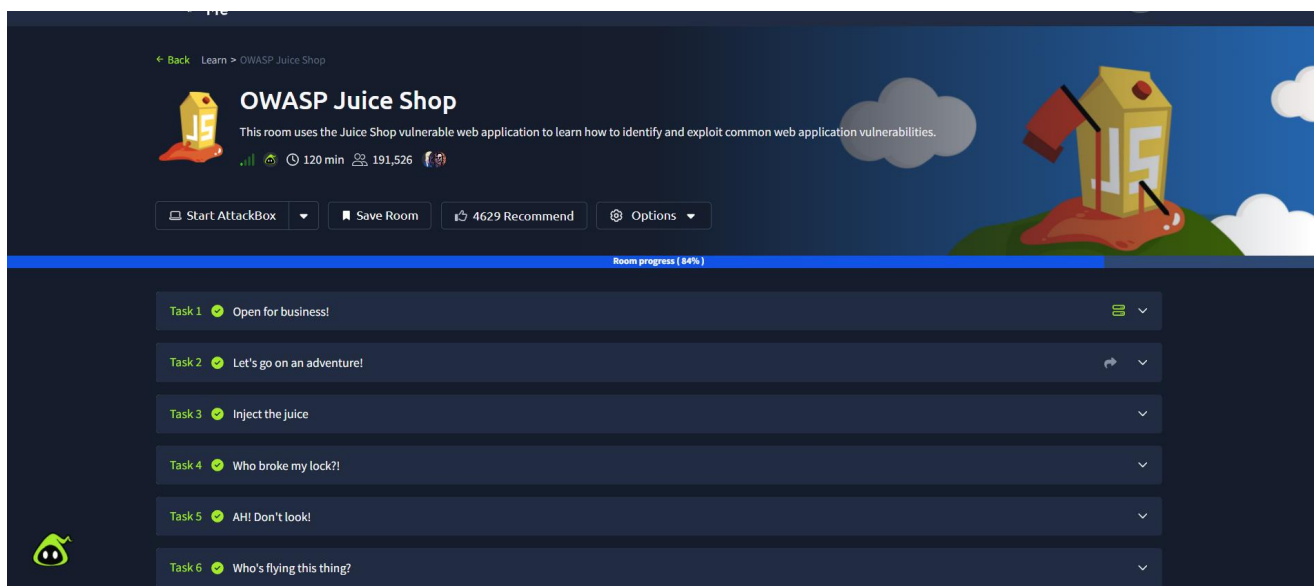 Me
← Back Learn > OWASP Juice Shop
OWASP Juice Shop
This room uses the Juice Shop vulnerable web application to learn how to identify and exploit common web application vulnerabilities.
120 min 191,526
Start AttackBox Save Room 4629 Recommend Options
Room progress ( 84% )
Task 1 Open for business!
Task 2 Let's go on an adventure!
Task 3 Inject the juice
Task 4 Who broke my lock?!
Task 5 AH! Don't look!
Task 6 Who's flying this thing?
JS
JS